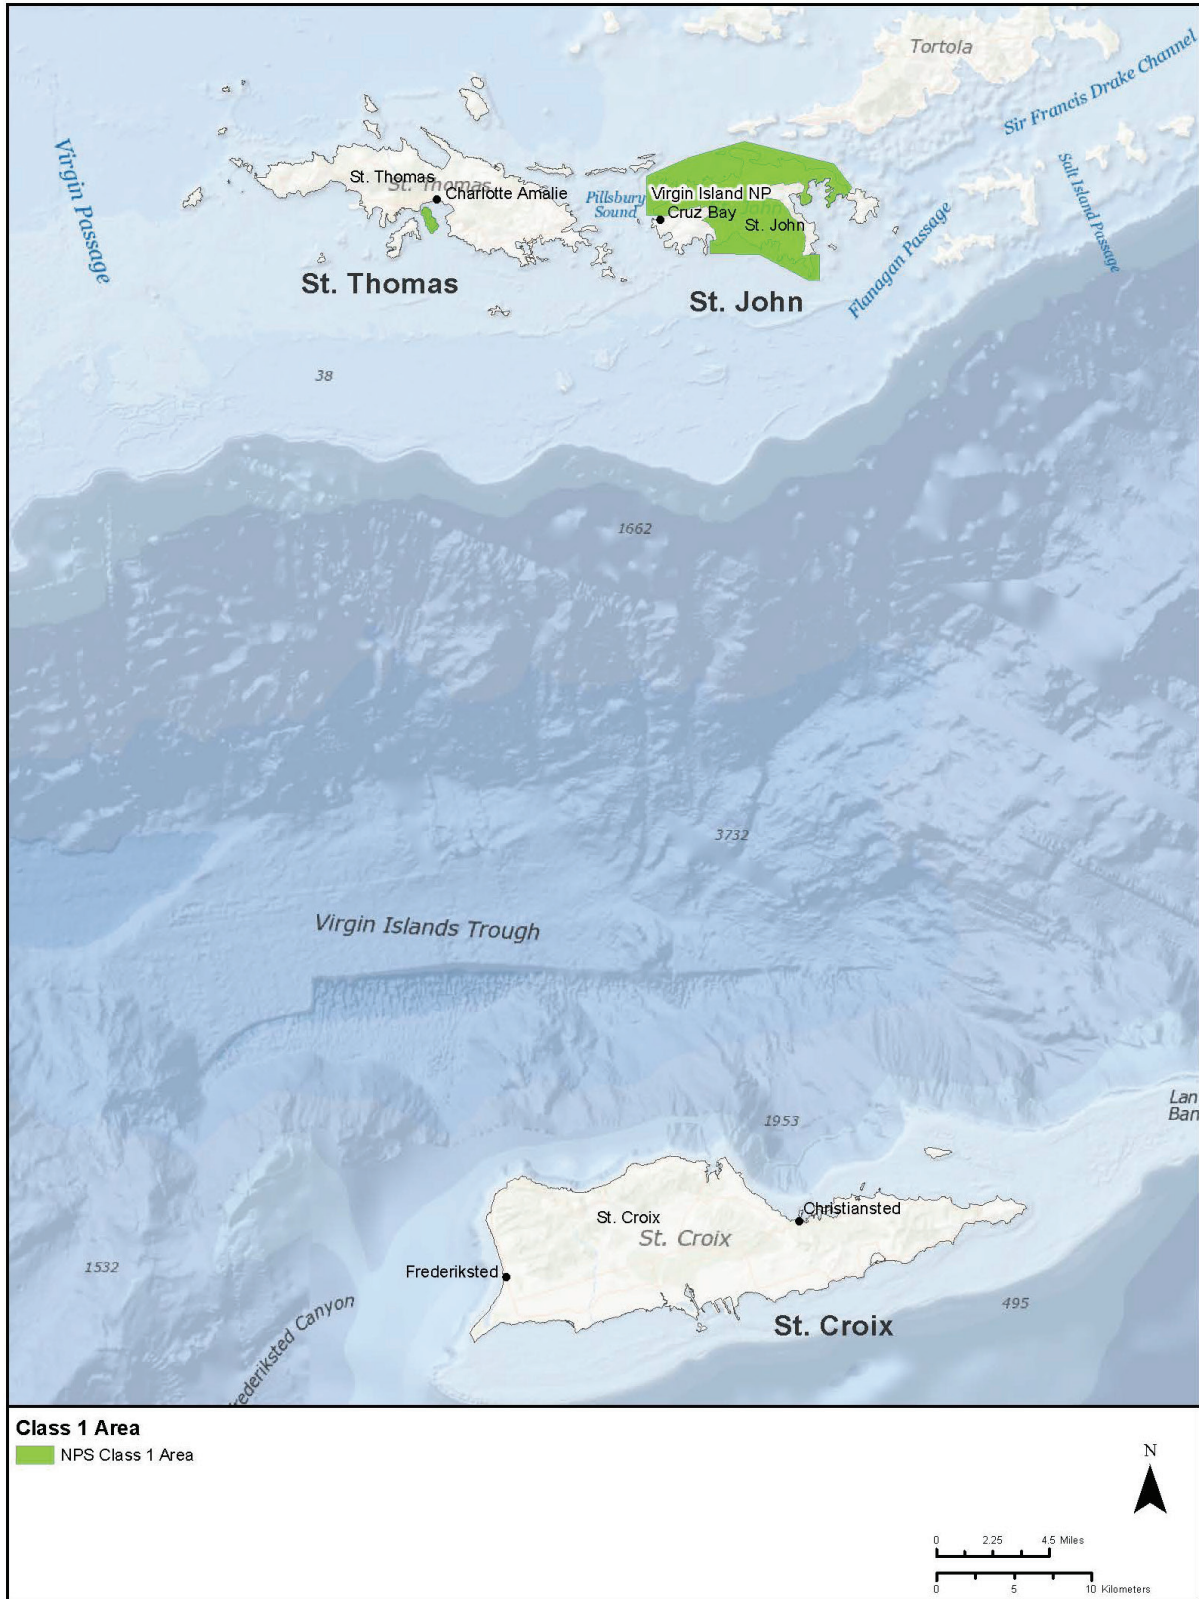 Tortola
Sir Francis Drake Channel
Virgin Passage
Salt Island Passage
St. Thomas
St. Thomas
Charlotte Amalie
Pillsbury
Sound
Virgin Island NP
Cruz Bay
St. John
Flanagan Passage
St. Thomas
St. John
38
1662
3732
Virgin Islands Trough
Lan
Ban
1953
St. Croix
Christiansted
St. Croix
Frederiksted
1532
Frederiksted Canyon
495
St. Croix
Class 1 Area
NPS Class 1 Area
N
0 2.25 4.5 Miles
0 5 10 Kilometers